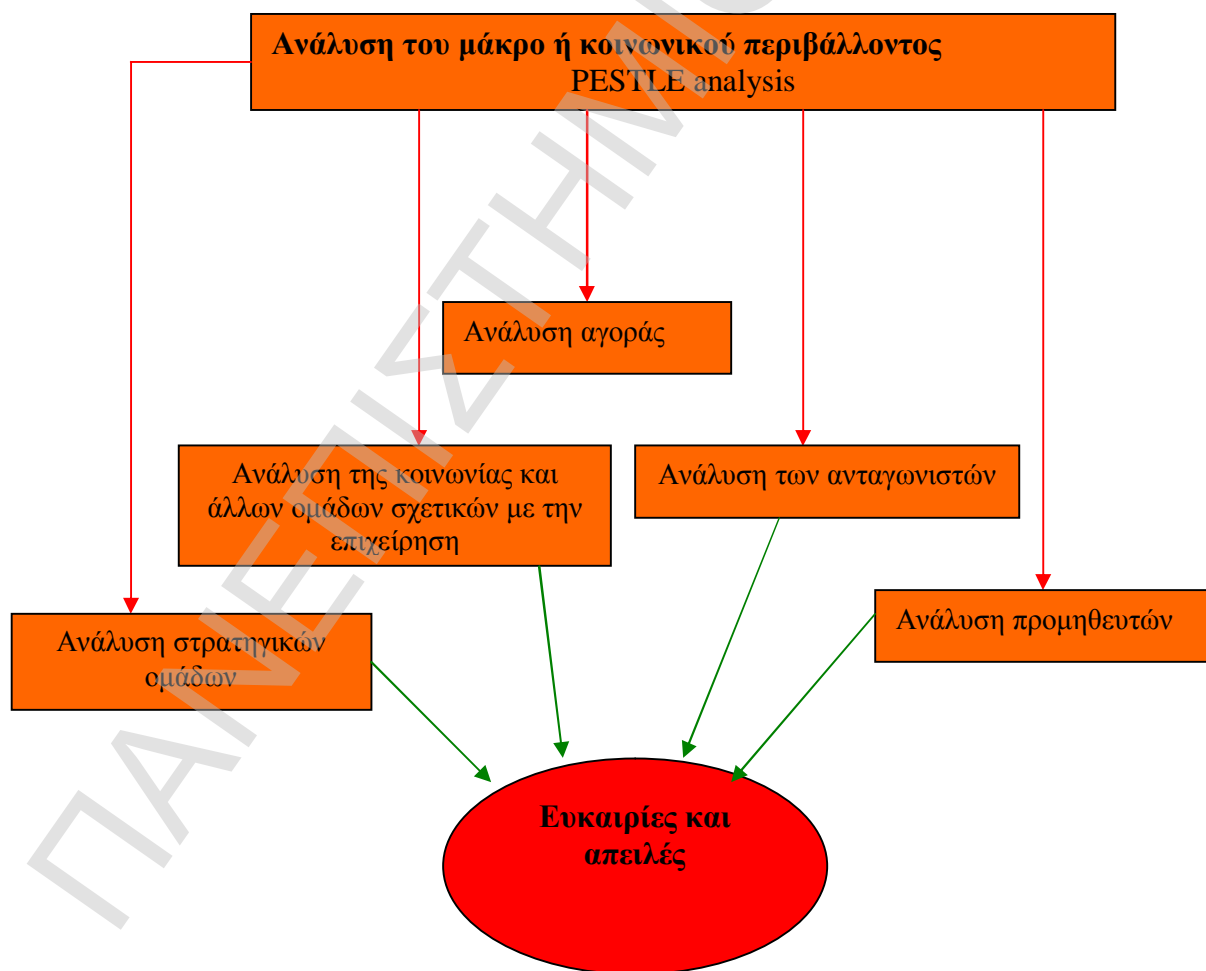 Ανάλυση του μάκρο ή κοινωνικού περιβάλλοντος
PESTLE analysis
Ανάλυση αγοράς
Ανάλυση της κοινωνίας και
άλλων ομάδων σχετικών με την
επιχείρηση
Ανάλυση των ανταγωνιστών
Ανάλυση στρατηγικών
ομάδων
Ανάλυση προμηθευτών
Ευκαιρίες και
απειλές